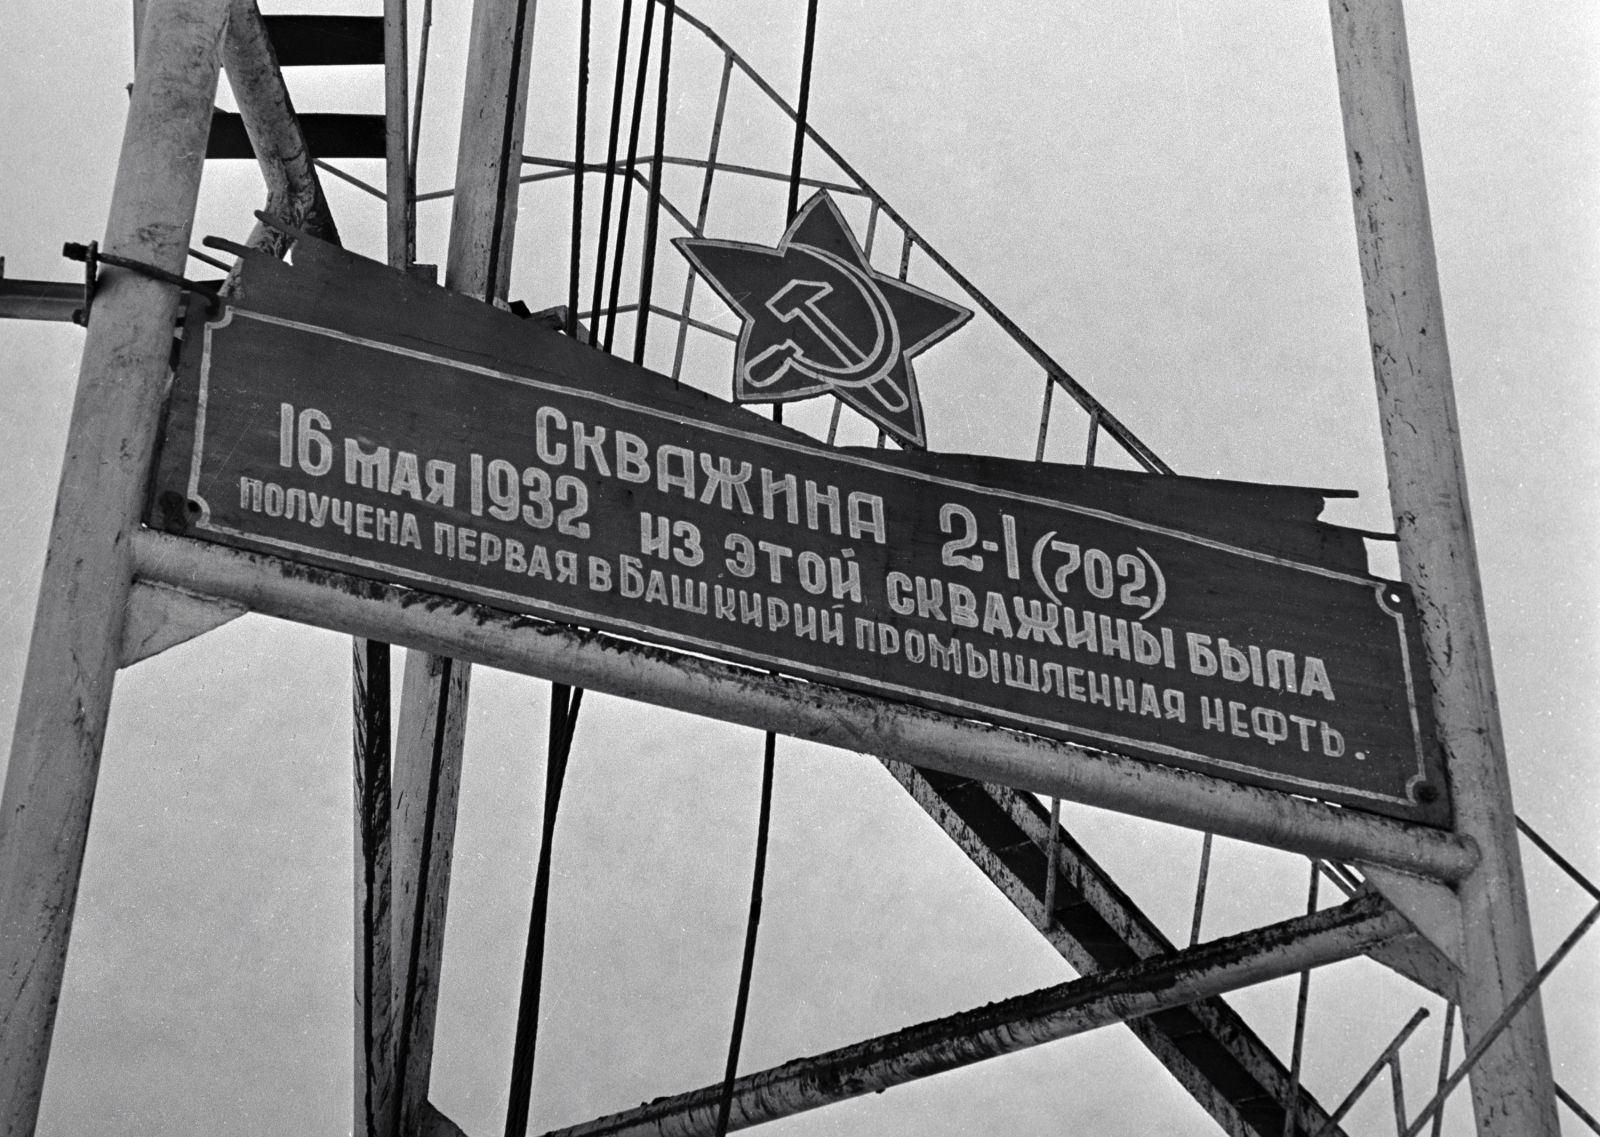 СКВАЖИНА 2-1 (702)
16 МАЯ 1932 ИЗ ЭТОЙ СКВАЖИНЫ БЫЛА
ПОЛУЧЕНА ПЕРВАЯ В БАШКИРИЙ ПРОМЫШЛЕННАЯ НЕФТЬ.